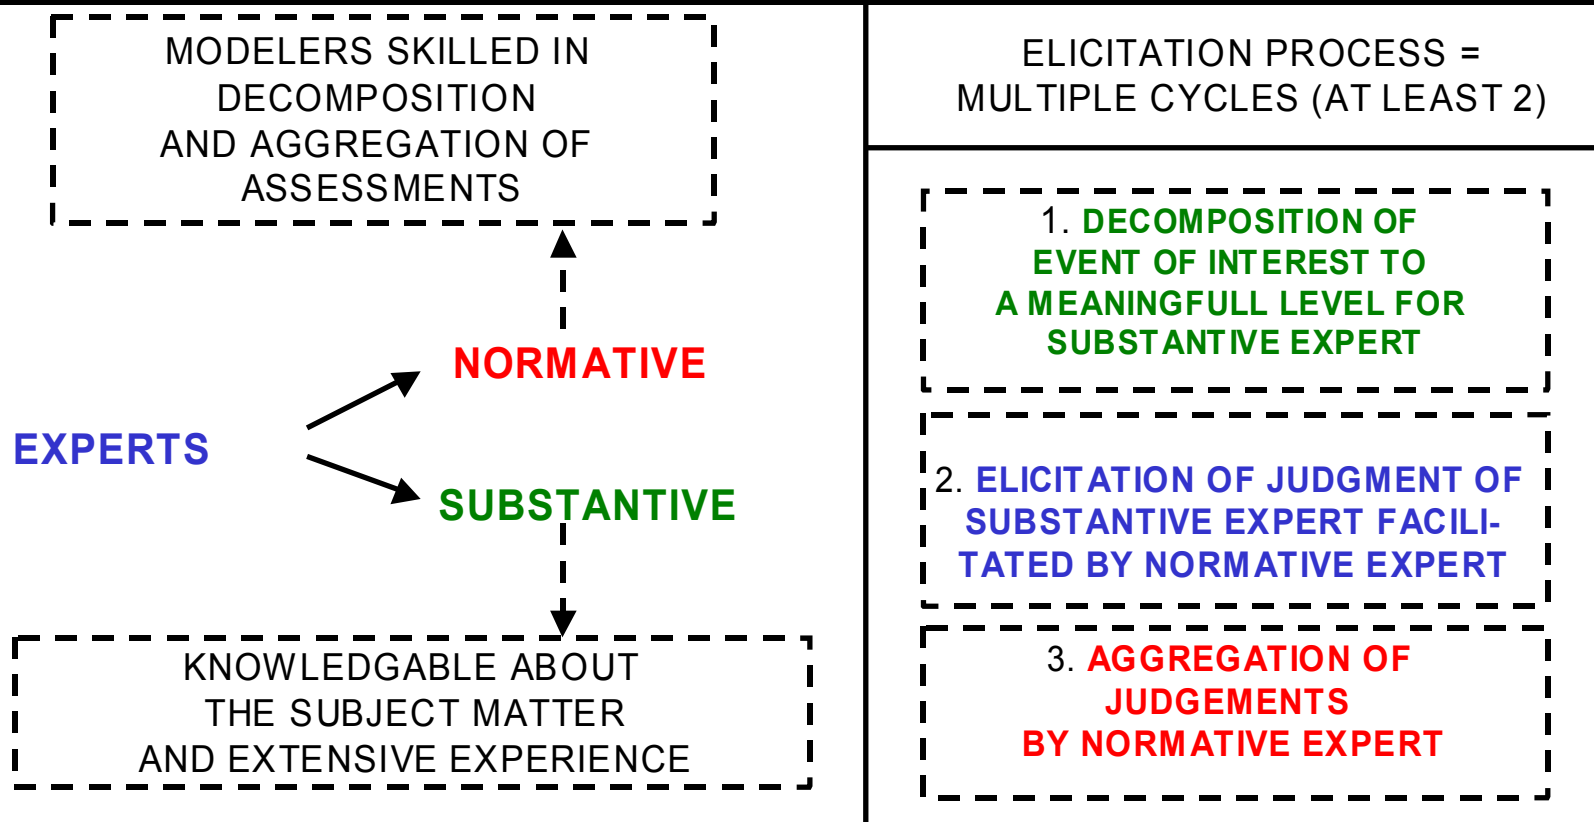 MODELERS SKILLED IN
DECOMPOSITION
AND AGGREGATION OF
ASSESSMENTS
NORMATIVE
EXPERTS
SUBSTANTIVE
KNOWLEDGABLE ABOUT
THE SUBJECT MATTER
AND EXTENSIVE EXPERIENCE
ELICITATION PROCESS =
MULTIPLE CYCLES (AT LEAST 2)
1. DECOMPOSITION OF
EVENT OF INTEREST TO
A MEANINGFULL LEVEL FOR
SUBSTANTIVE EXPERT
2. ELICITATION OF JUDGMENT OF
SUBSTANTIVE EXPERT FACILI-
TATED BY NORMATIVE EXPERT
3. AGGREGATION OF
JUDGEMENTS
BY NORMATIVE EXPERT